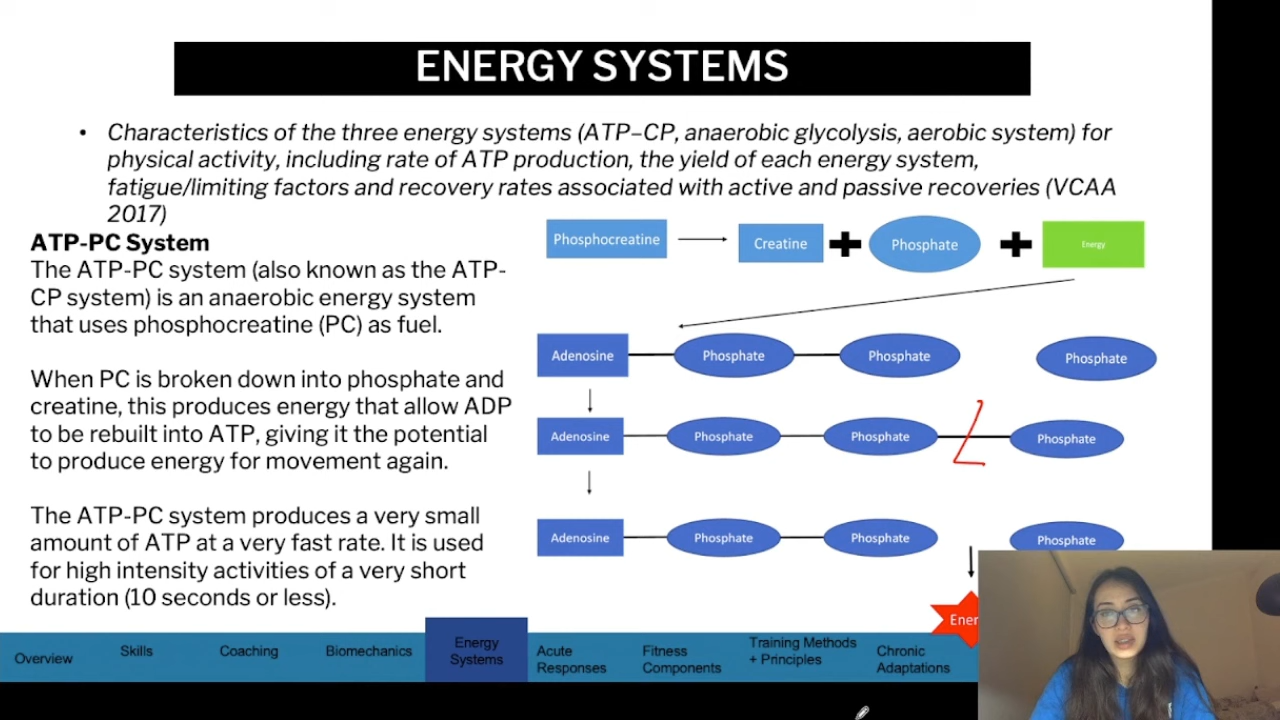 ENERGY SYSTEMS
• Characteristics of the three energy systems (ATP–CP, anaerobic glycolysis, aerobic system) for
physical activity, including rate of ATP production, the yield of each energy system,
fatigue/limiting factors and recovery rates associated with active and passive recoveries (VCAA
2017)
ATP-PC System
The ATP-PC system (also known as the ATP-
CP system) is an anaerobic energy system
that uses phosphocreatine (PC) as fuel.
When PC is broken down into phosphate and
creatine, this produces energy that allow ADP
to be rebuilt into ATP, giving it the potential
to produce energy for movement again.
The ATP-PC system produces a very small
amount of ATP at a very fast rate. It is used
for high intensity activities of a very short
duration (10 seconds or less).
Phosphocreatine Creatine Phosphate Energy
Adenosine Phosphate Phosphate Phosphate
Adenosine Phosphate Phosphate Phosphate
Adenosine Phosphate Phosphate Phosphate
Ener
Overview
Skills
Coaching
Biomechanics
Energy
Systems
Acute
Responses
Fitness
Components
Training Methods
+ Principles
Chronic
Adaptations